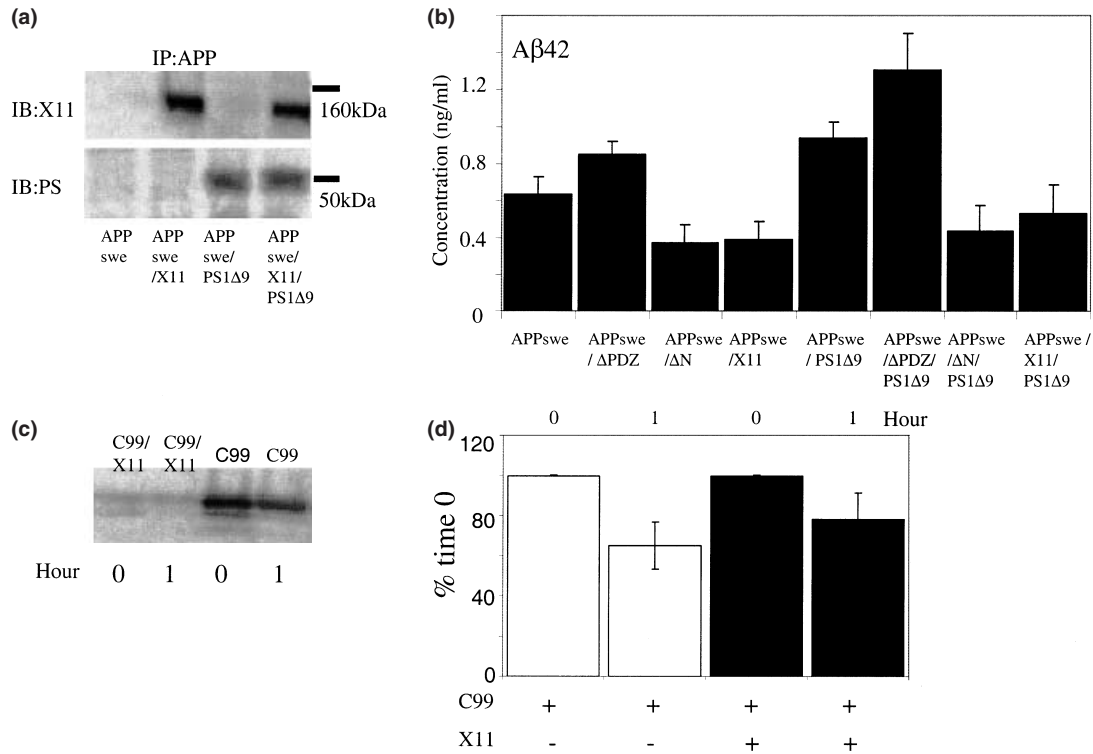 (a)
IP:APP
IB:X11
160kDa
IB:PS
50kDa
APP swe
APP swe /X11
APP swe/ PS1Δ9
APP swe/ X11/ PS1Δ9
(b)
Aβ42
Concentration (ng/ml)
1.2
0.8
0.4
0
APPswe
APPswe / ΔPDZ
APPswe /ΔN
APPswe /X11
APPswe / PS1Δ9
APPswe /ΔPDZ/ PS1Δ9
APPswe /ΔN/ PS1Δ9
APPswe / X11/ PS1Δ9
(c)
C99/ X11
C99/ X11
C99
C99
Hour 0 1 0 1
(d)
0 1 0 1 Hour
% time 0
120
80
40
0
C99 + + + +
X11 - - + +